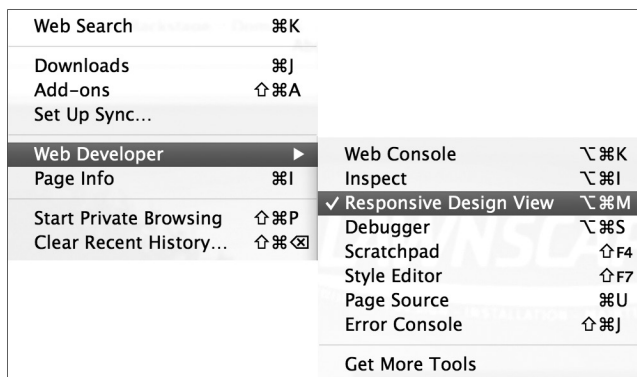 Web Search ⌘K
Downloads ⌘J
Add-ons ⇧⌘A
Set Up Sync...
Web Developer ▶
Page Info ⌘I
Start Private Browsing ⇧⌘P
Clear Recent History... ⇧⌘⌫
Web Console ⌥⌘K
Inspect ⌥⌘I
✓ Responsive Design View ⌥⌘M
Debugger ⌥⌘S
Scratchpad ⇧F4
Style Editor ⇧F7
Page Source ⌘U
Error Console ⇧⌘J
Get More Tools